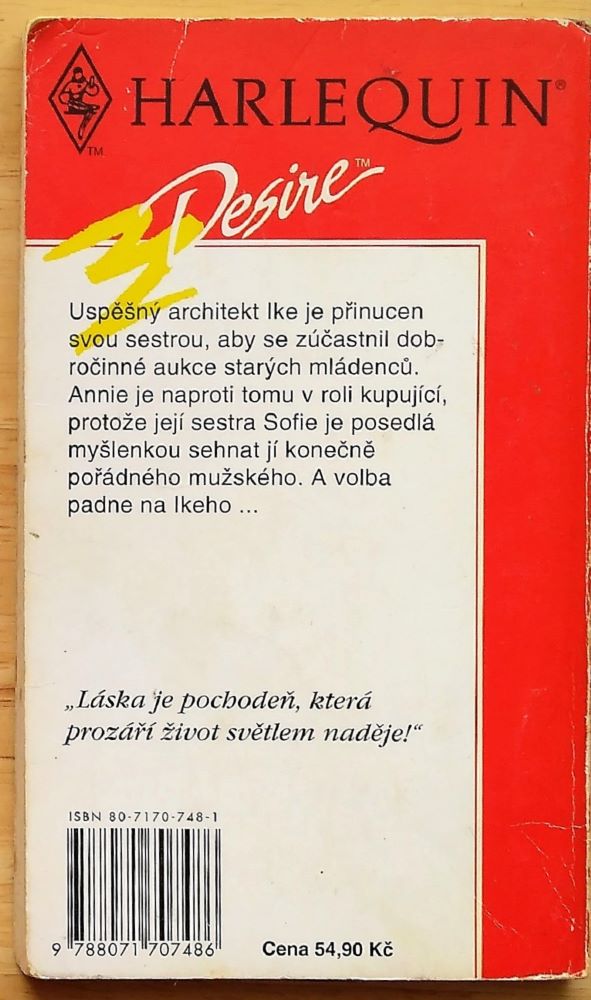 HARLEQUIN®
TM
Desire™
Uspěšný architekt Ike je přinucen
svou sestrou, aby se zúčastnil dob-
ročinné aukce starých mládenců.
Annie je naproti tomu v roli kupující,
protože její sestra Sofie je posedlá
myšlenkou sehnat jí konečně
pořádného mužského. A volba
padne na Ikeho ...
„Láska je pochodeň, která
prozáří život světlem naděje!“
ISBN 80-7170-748-1
9 788071 707486
Cena 54,90 Kč